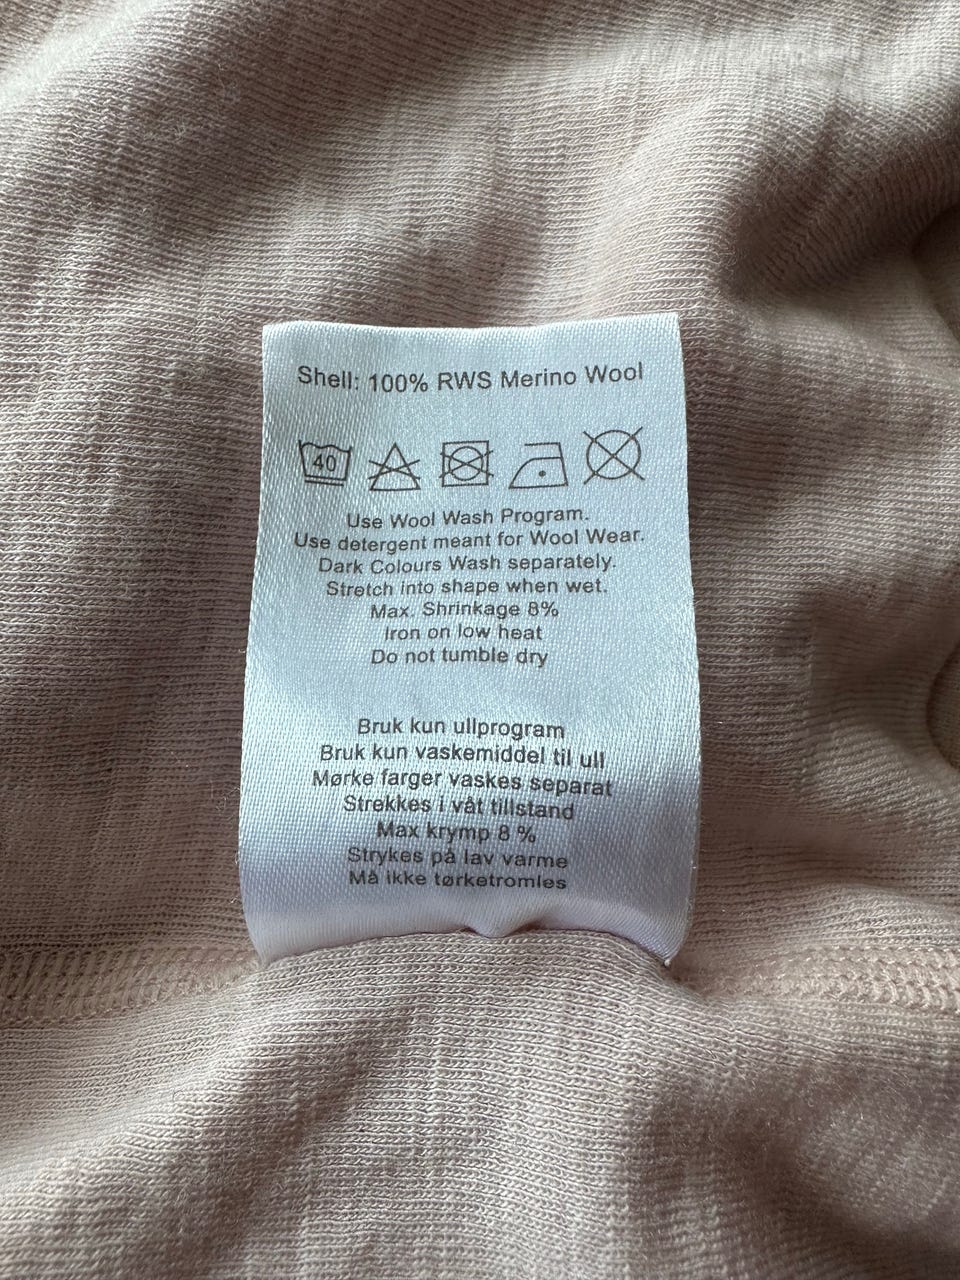 Shell: 100% RWS Merino Wool
40
Use Wool Wash Program.
Use detergent meant for Wool Wear.
Dark Colours Wash separately.
Stretch into shape when wet.
Max. Shrinkage 8%
Iron on low heat
Do not tumble dry
Bruk kun ullprogram
Bruk kun vaskemiddel til ull
Mørke farger vaskes separat
Strekkes i våt tillstand
Max krymp 8 %
Strykes på lav varme
Må ikke tørketromles